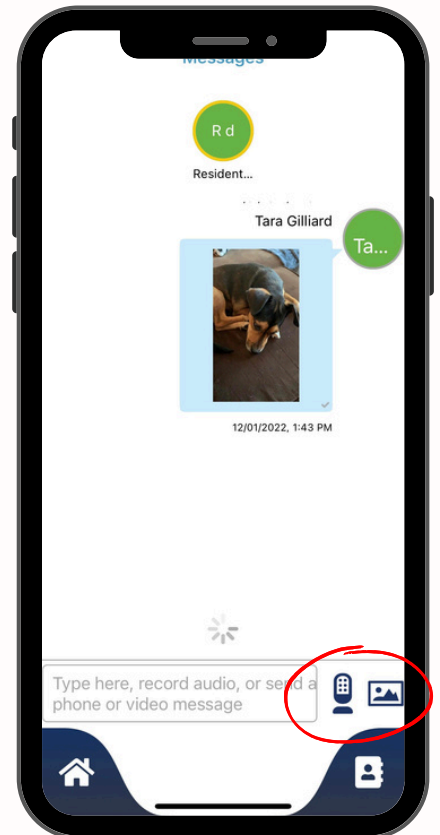 Messages
R d
Resident...
Tara Gilliard
Ta...
12/01/2022, 1:43 PM
Type here, record audio, or send a
phone or video message